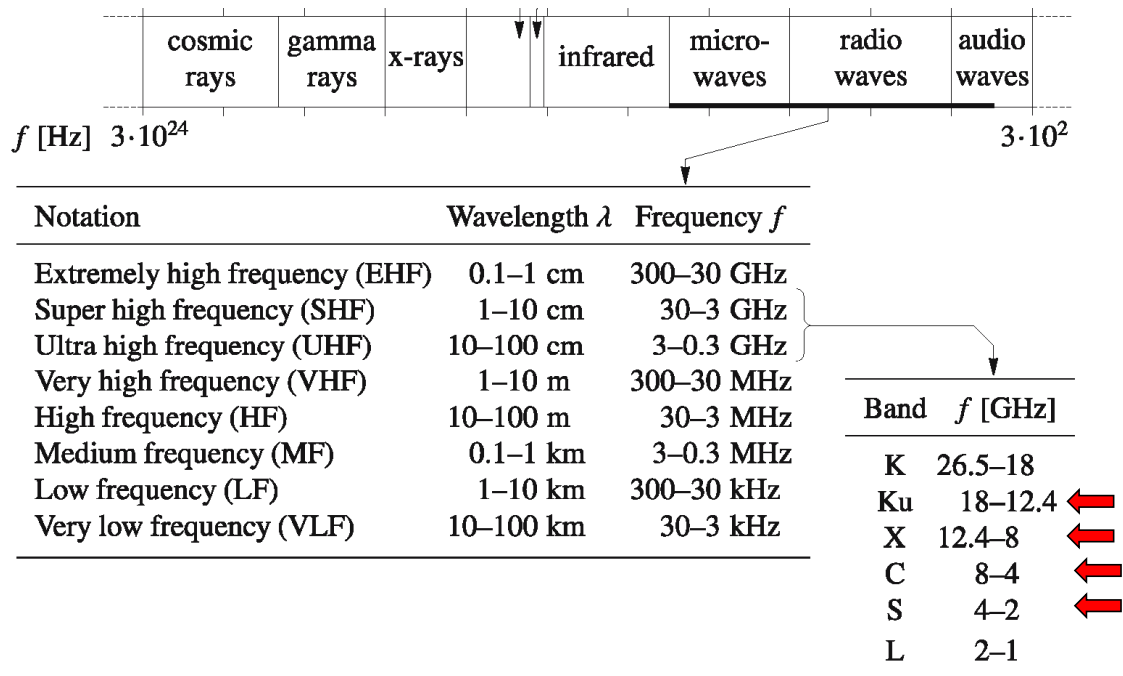 cosmic rays
gamma rays
x-rays
infrared
micro-waves
radio waves
audio waves
f [Hz] 3·10²⁴ 3·10²
Notation Wavelength λ Frequency f
Extremely high frequency (EHF) 0.1–1 cm 300–30 GHz
Super high frequency (SHF) 1–10 cm 30–3 GHz
Ultra high frequency (UHF) 10–100 cm 3–0.3 GHz
Very high frequency (VHF) 1–10 m 300–30 MHz
High frequency (HF) 10–100 m 30–3 MHz
Medium frequency (MF) 0.1–1 km 3–0.3 MHz
Low frequency (LF) 1–10 km 300–30 kHz
Very low frequency (VLF) 10–100 km 30–3 kHz
Band f [GHz]
K 26.5–18
Ku 18–12.4
X 12.4–8
C 8–4
S 4–2
L 2–1